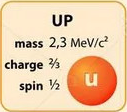 UP
mass 2,3 MeV/c²
charge ⅔
spin ½
u